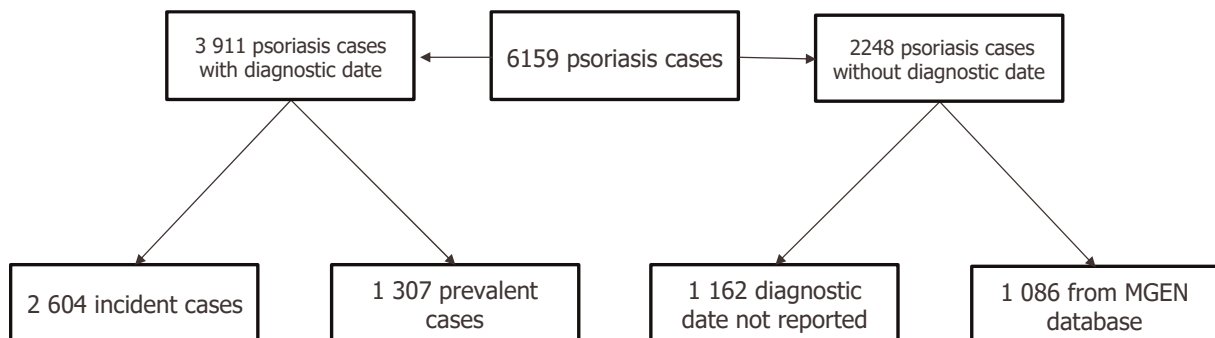 3 911 psoriasis cases
with diagnostic date
6159 psoriasis cases
2248 psoriasis cases
without diagnostic date
2 604 incident cases
1 307 prevalent
cases
1 162 diagnostic
date not reported
1 086 from MGEN
database